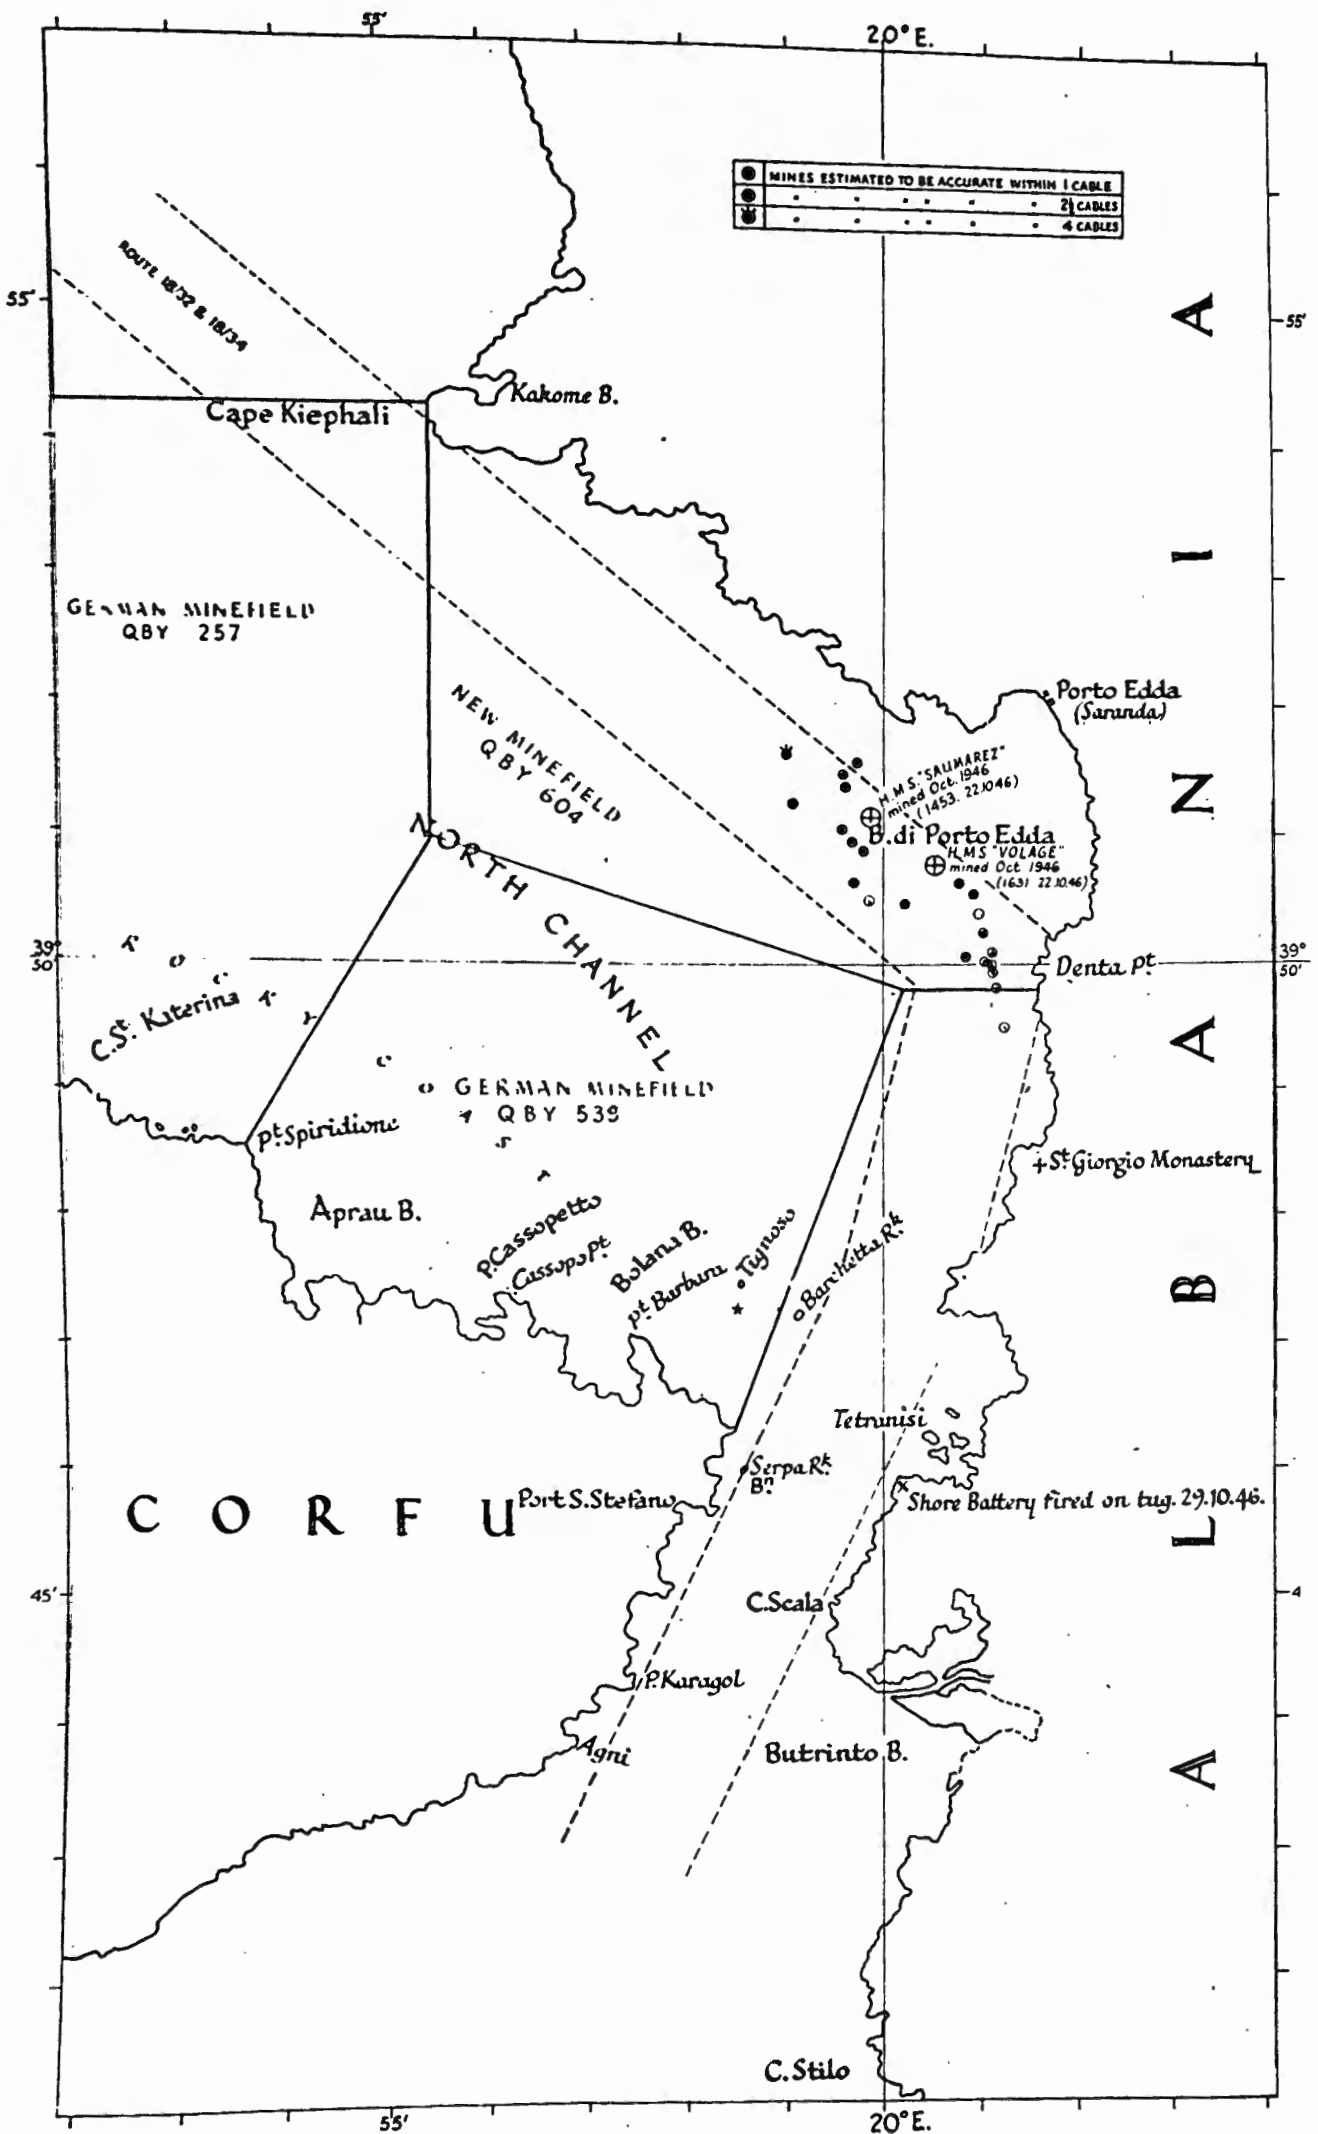 55'
20°E.
MINES ESTIMATED TO BE ACCURATE WITHIN 1 CABLE
" " " " " " 2½ CABLES
" " " " " " 4 CABLES
ROUTE 18/32 & 18/34
55'
55'
Kakome B.
Cape Kiephali
GERMAN MINEFIELD
QBY 257
NEW MINEFIELD
QBY 604
Porto Edda
(Saranda)
H.M.S. "SAUMAREZ"
mined Oct. 1946
(1453. 22.10.46)
B. di Porto Edda
H.M.S "VOLAGE"
mined Oct 1946
(1631 22.10.46)
NORTH CHANNEL
39°
50'
39°
50'
Denta Pt.
C. St. Katerina
GERMAN MINEFIELD
QBY 539
pt. Spiridione
St. Giorgio Monastery
Aprau B.
P. Cassopetto
Cassopo Pt.
Bolana B.
pt. Barbara
Tignoso
Barchetta Rk.
Tetranisi
Serpa Rk.
Bn.
Port S. Stefano
Shore Battery fired on tug. 29.10.46.
CORFU
ALBANIA
45'
4
C. Scala
P. Karagol
Agni
Butrinto B.
C. Stilo
55'
20°E.